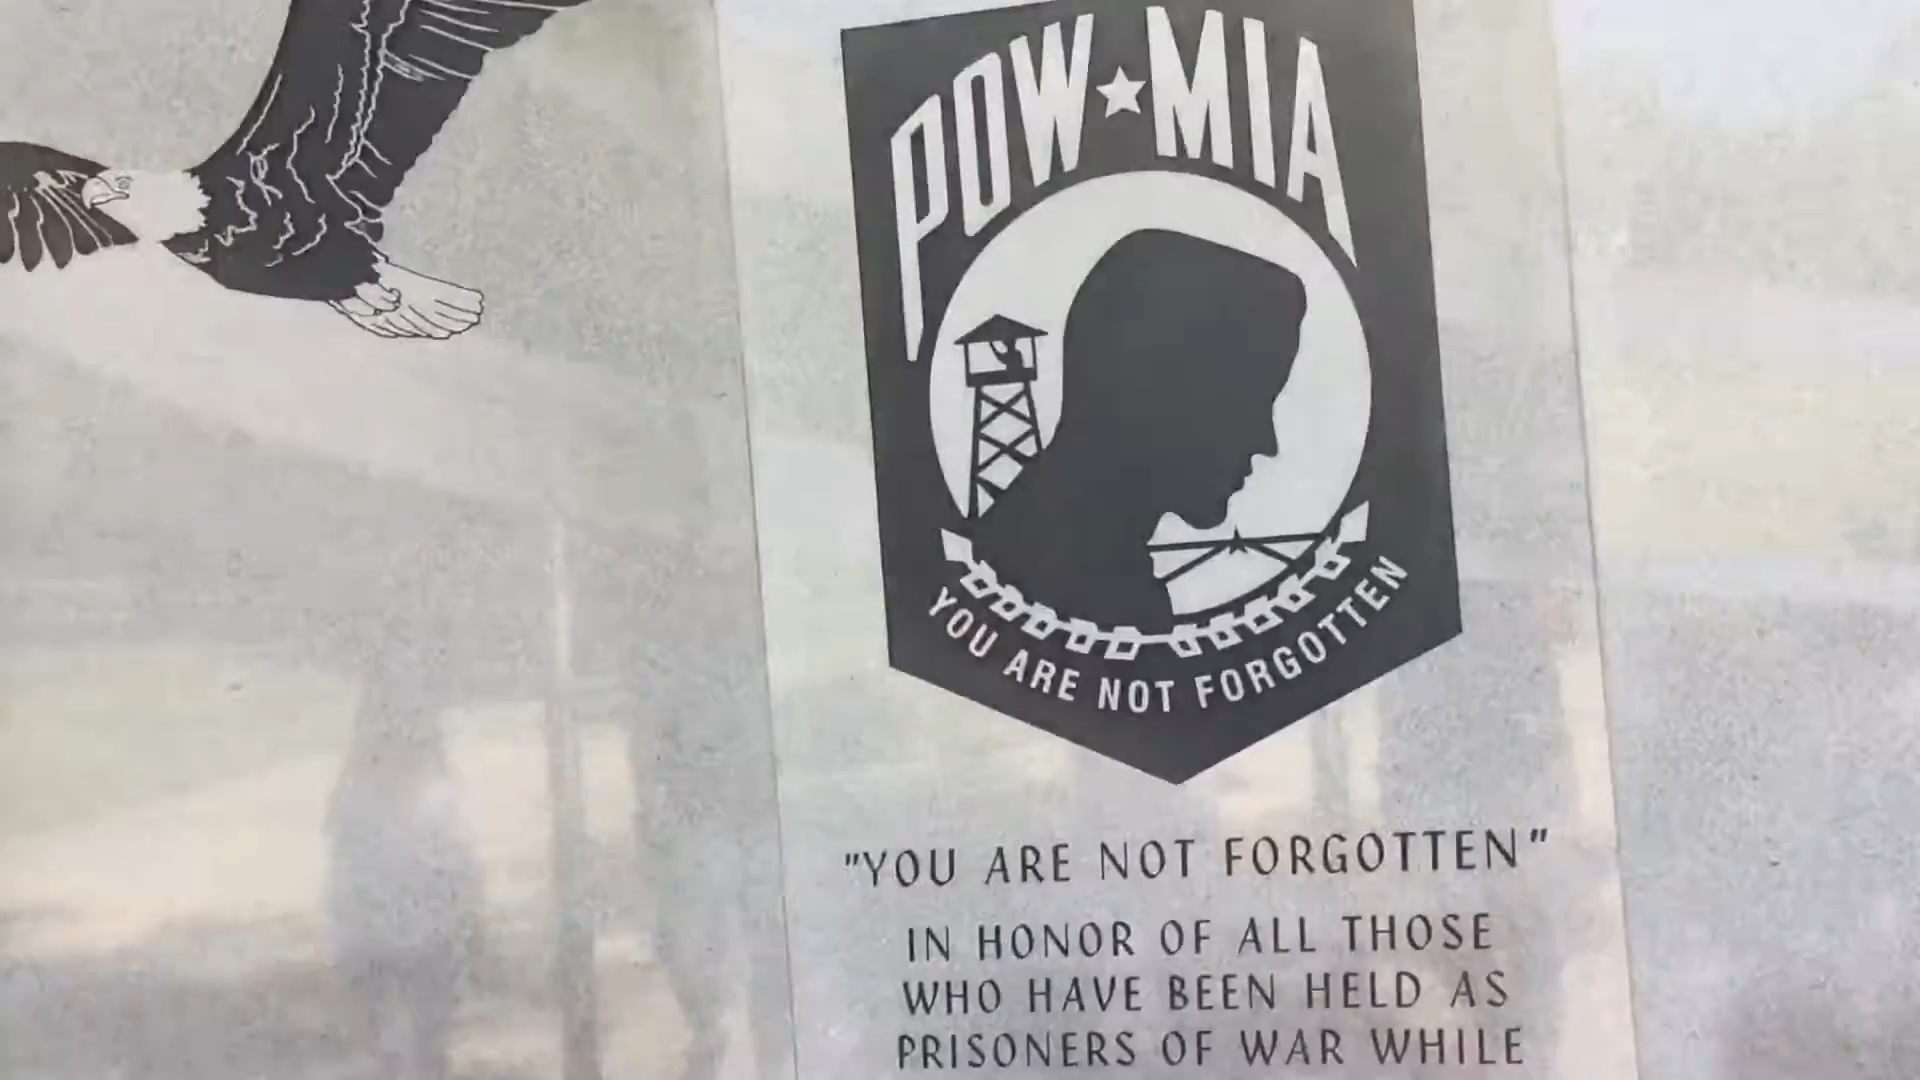 POW★MIA
YOU ARE NOT FORGOTTEN
"YOU ARE NOT FORGOTTEN"
IN HONOR OF ALL THOSE
WHO HAVE BEEN HELD AS
PRISONERS OF WAR WHILE